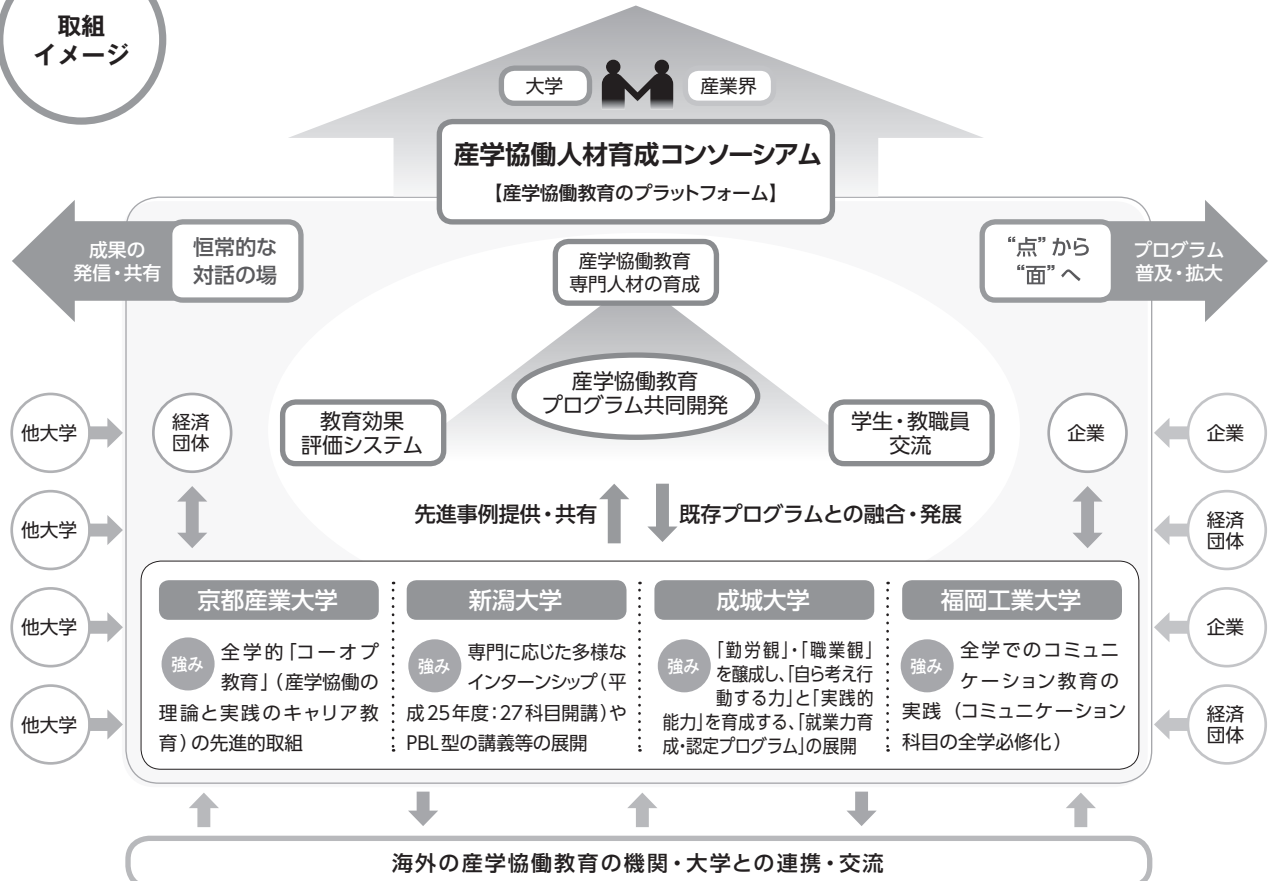 取組
イメージ
大学
産業界
産学協働人材育成コンソーシアム
【産学協働教育のプラットフォーム】
成果の
発信・共有
恒常的な
対話の場
産学協働教育
専門人材の育成
“点”から
“面”へ
プログラム
普及・拡大
産学協働教育
プログラム共同開発
教育効果
評価システム
学生・教職員
交流
他大学
経済
団体
企業
企業
他大学
先進事例提供・共有
既存プログラムとの融合・発展
経済
団体
他大学
企業
他大学
経済
団体
京都産業大学
強み
全学的「コーオプ
教育」（産学協働の
理論と実践のキャリア教
育）の先進的取組
新潟大学
強み
専門に応じた多様な
インターンシップ（平
成25年度：27科目開講）や
PBL型の講義等の展開
成城大学
強み
「勤労観」・「職業観」
を醸成し、「自ら考え行
動する力」と「実践的
能力」を育成する、「就業力育
成・認定プログラム」の展開
福岡工業大学
強み
全学でのコミュニ
ケーション教育の
実践（コミュニケーション
科目の全学必修化）
海外の産学協働教育の機関・大学との連携・交流